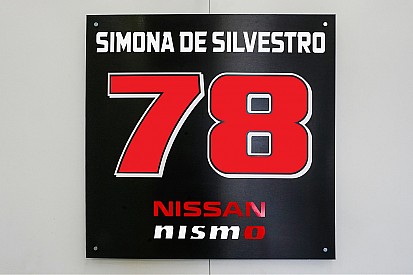 SIMONA DE SILVESTRO
78
NISSAN
nismo